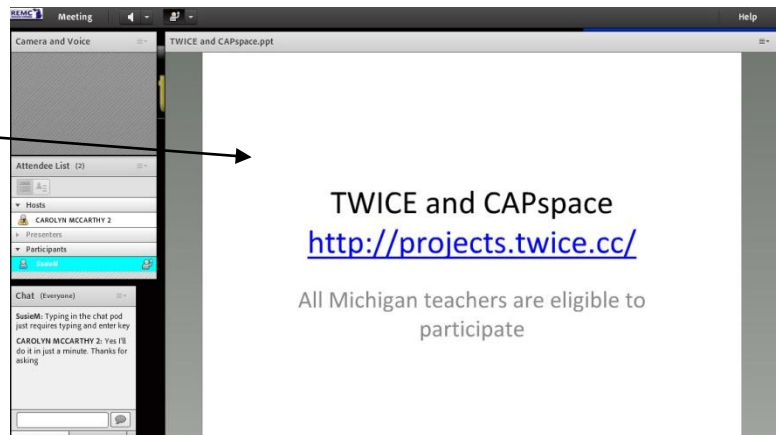 REMC
Meeting
Help
Camera and Voice
TWICE and CAPspace.ppt
Attendee List (2)
Hosts
CAROLYN MCCARTHY 2
Presenters
Participants
SusieM
Chat (Everyone)
SusieM: Typing in the chat pod
just requires typing and enter key
CAROLYN MCCARTHY 2: Yes I'll
do it in just a minute. Thanks for
asking
TWICE and CAPspace
http://projects.twice.cc/
All Michigan teachers are eligible to
participate